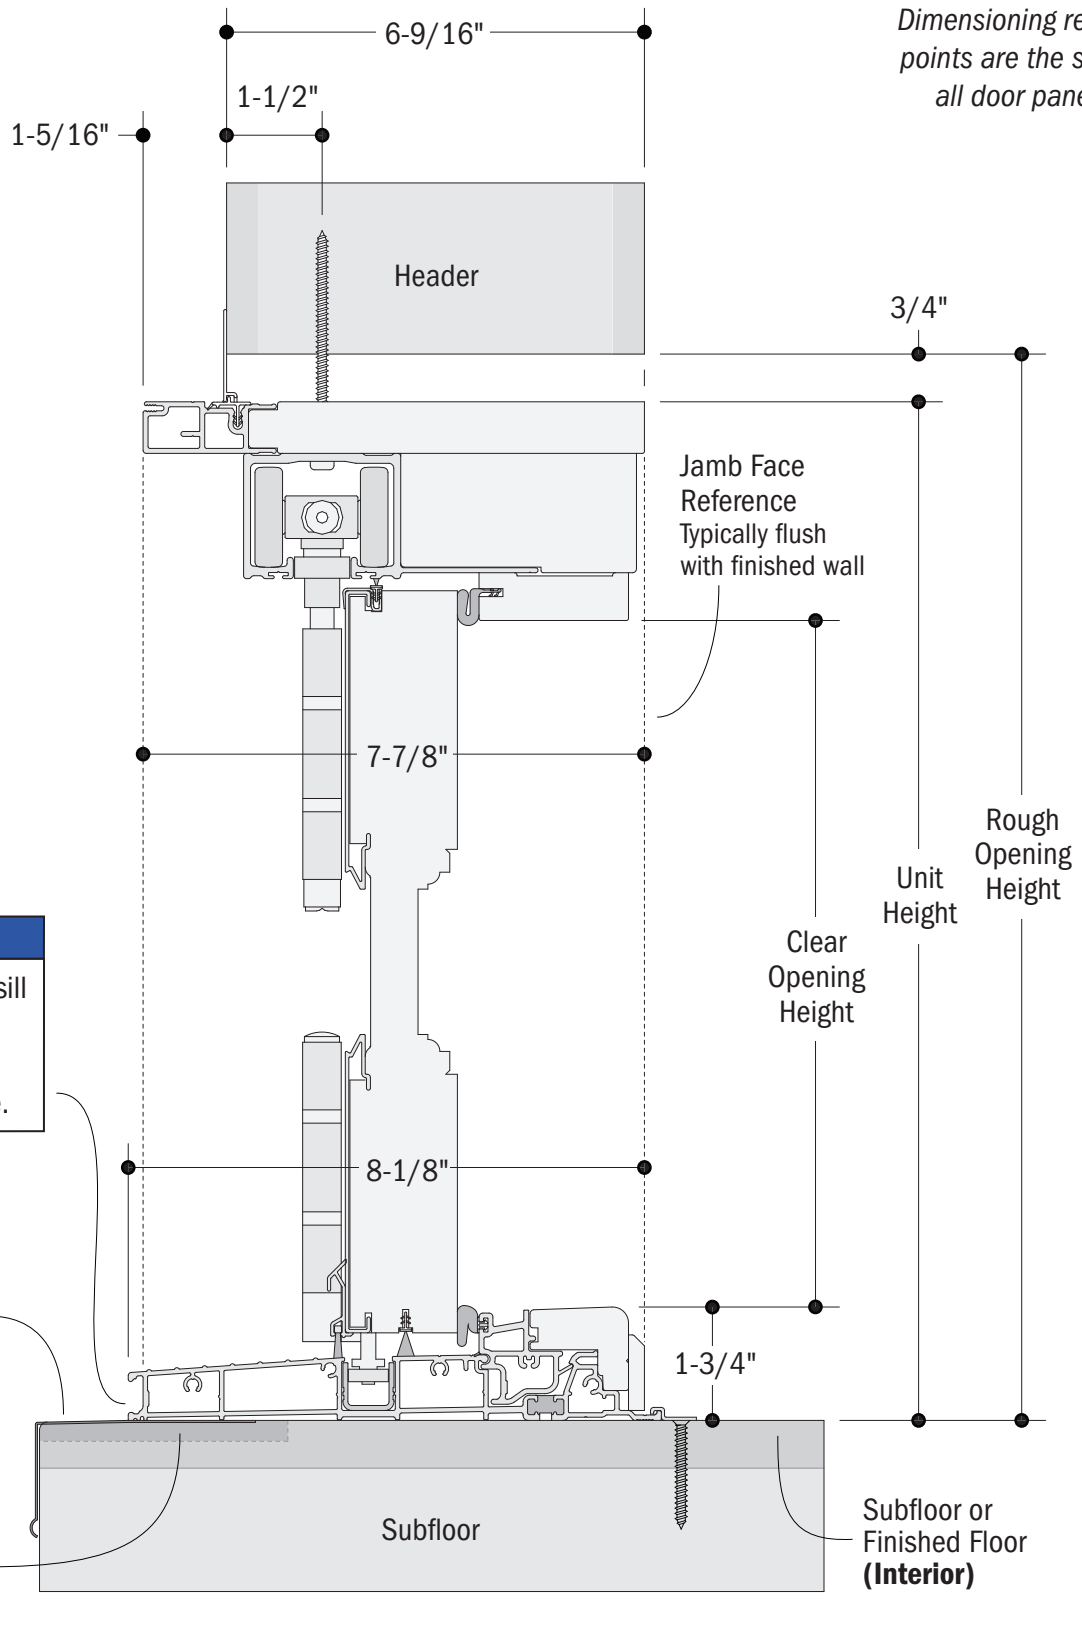 Dimensioning
points are the
all door
6-9/16"
1-1/2"
1-5/16"
Header
3/4"
Jamb Face
Reference
Typically flush
with finished wall
7-7/8"
Rough
Opening
Height
Unit
Height
Clear
Opening
Height
sill
8-1/8"
1-3/4"
Subfloor
Subfloor or
Finished Floor
(Interior)